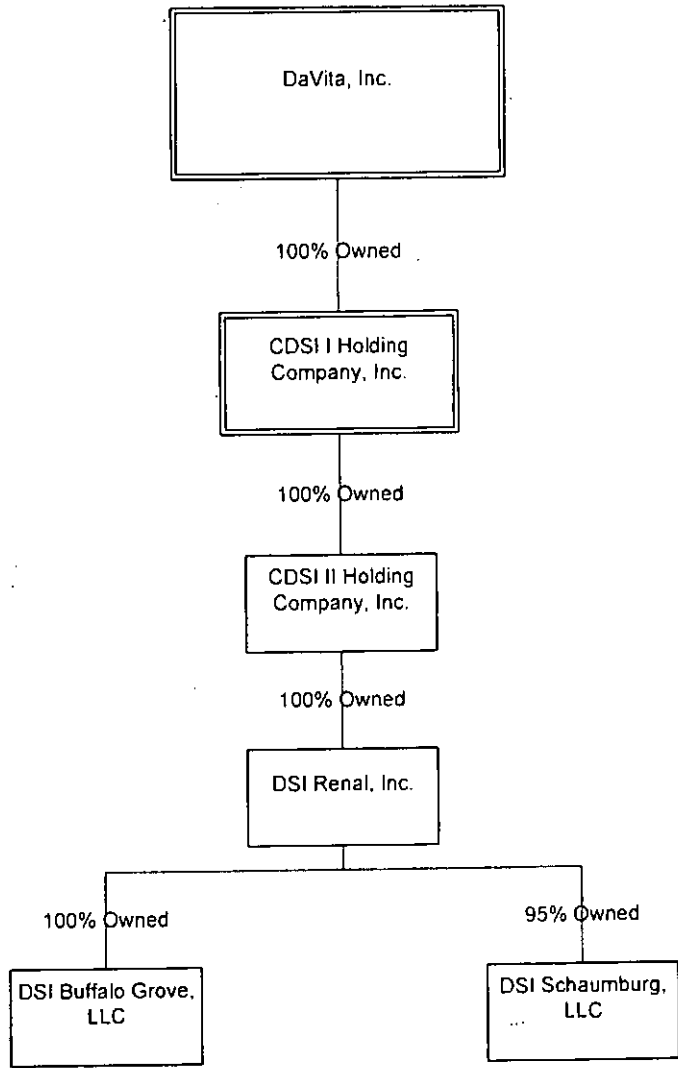 DaVita, Inc.
100% Owned
CDSI I Holding
Company, Inc.
100% Owned
CDSI II Holding
Company, Inc.
100% Owned
DSI Renal, Inc.
100% Owned
95% Owned
DSI Buffalo Grove,
LLC
DSI Schaumburg,
LLC